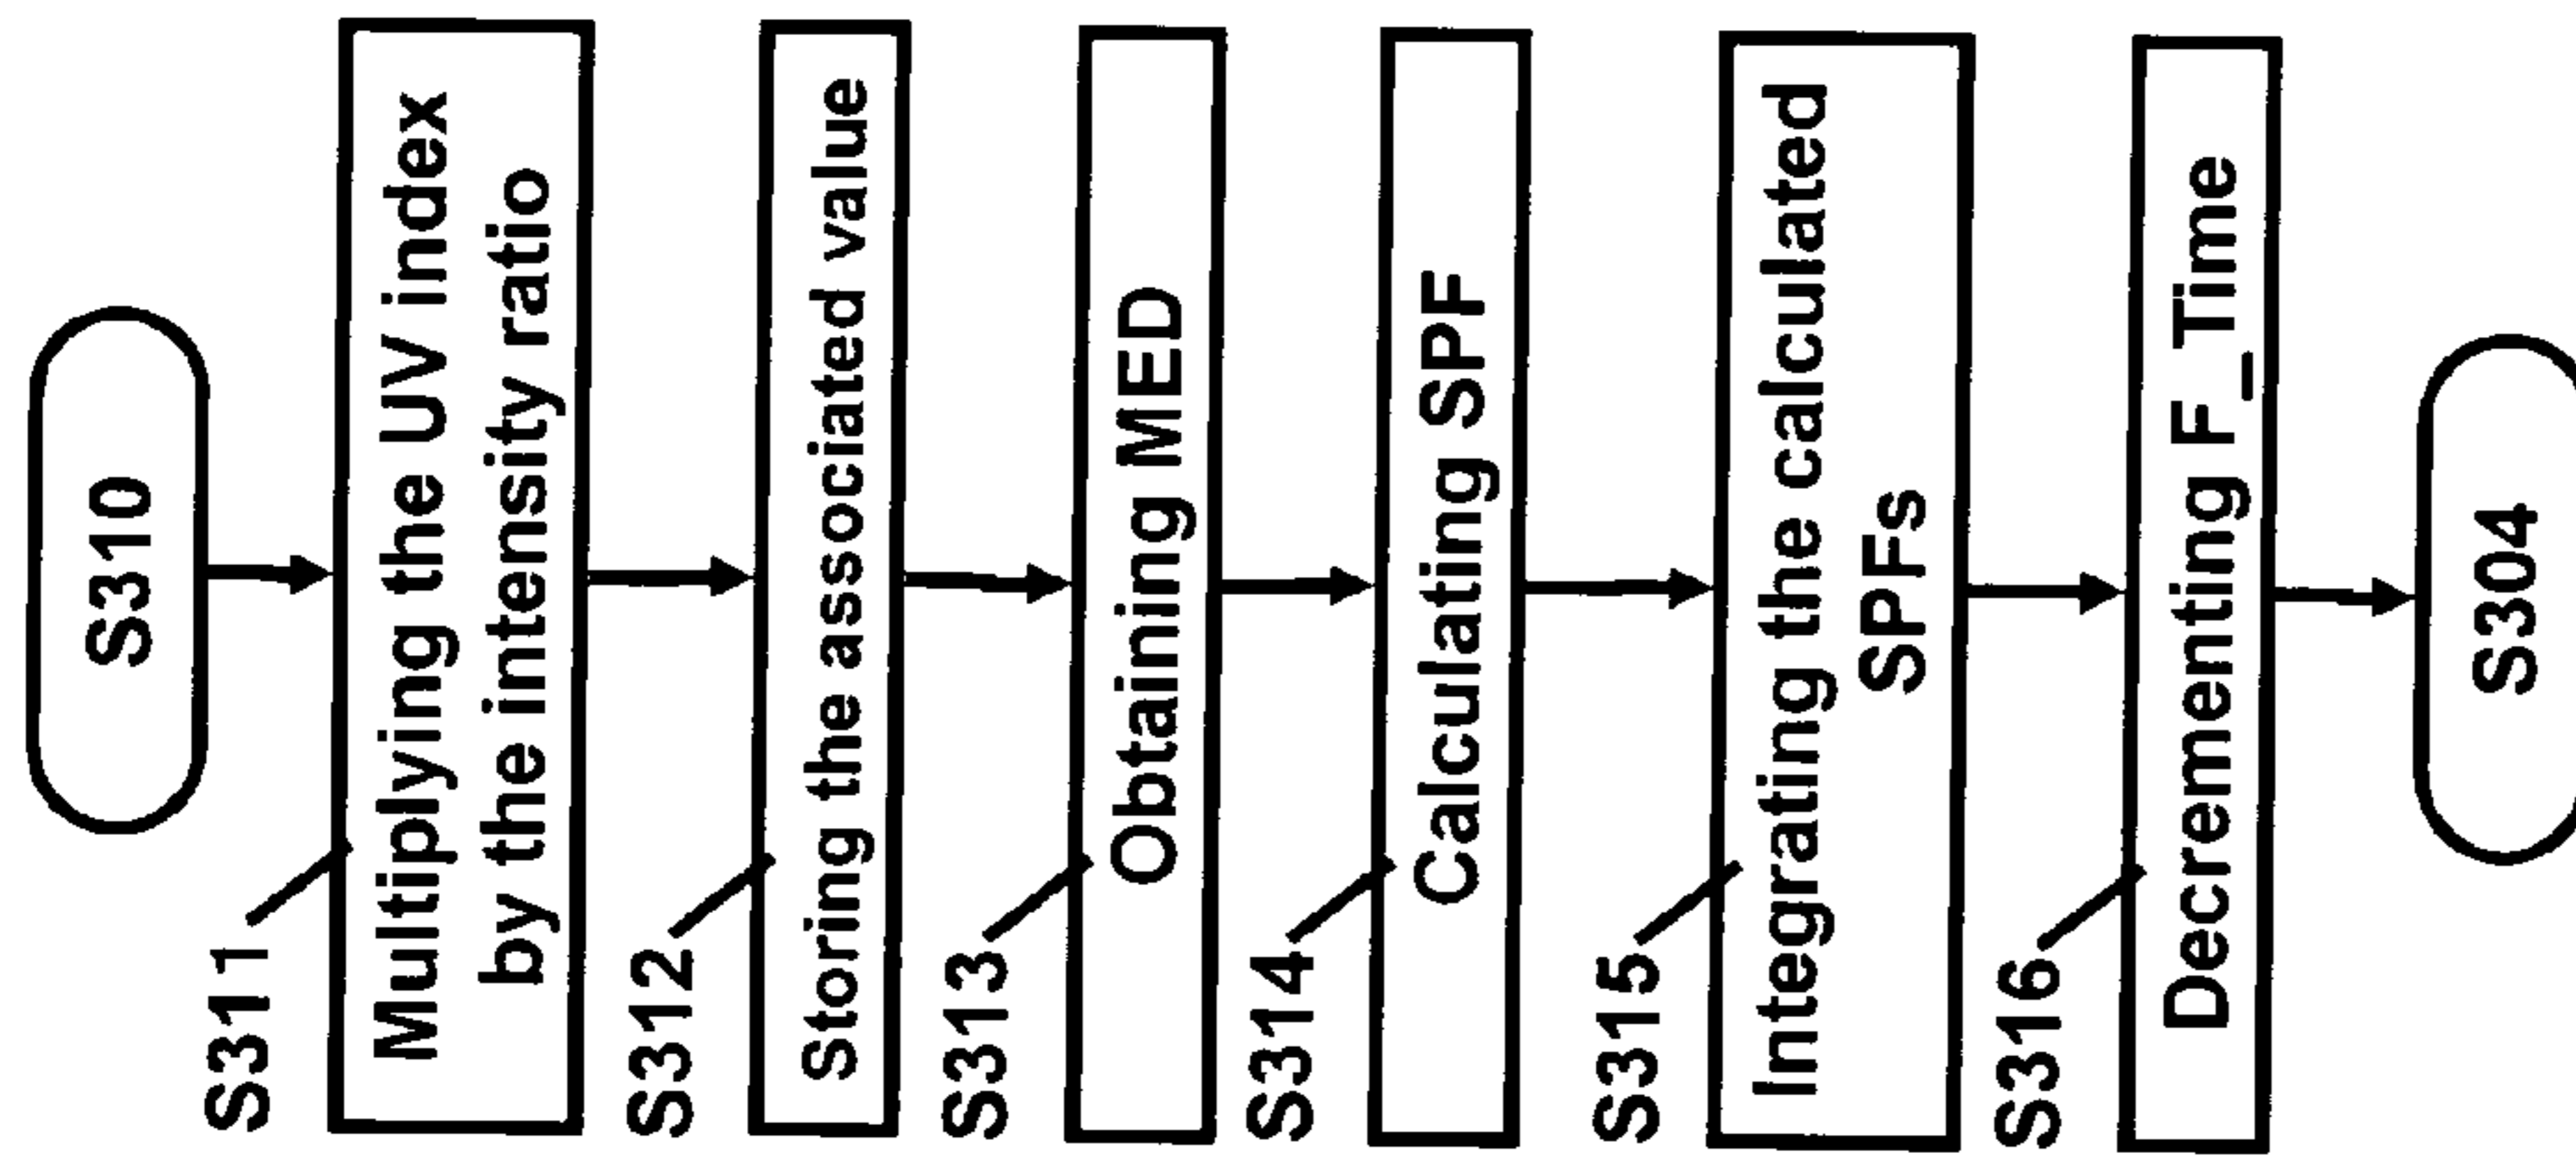 S310
S311
Multiplying the UV index
by the intensity ratio
S312
Storing the associated value
S313
Obtaining MED
S314
Calculating SPF
S315
Integrating the calculated
SPFs
S316
Decrementing F_Time
S304